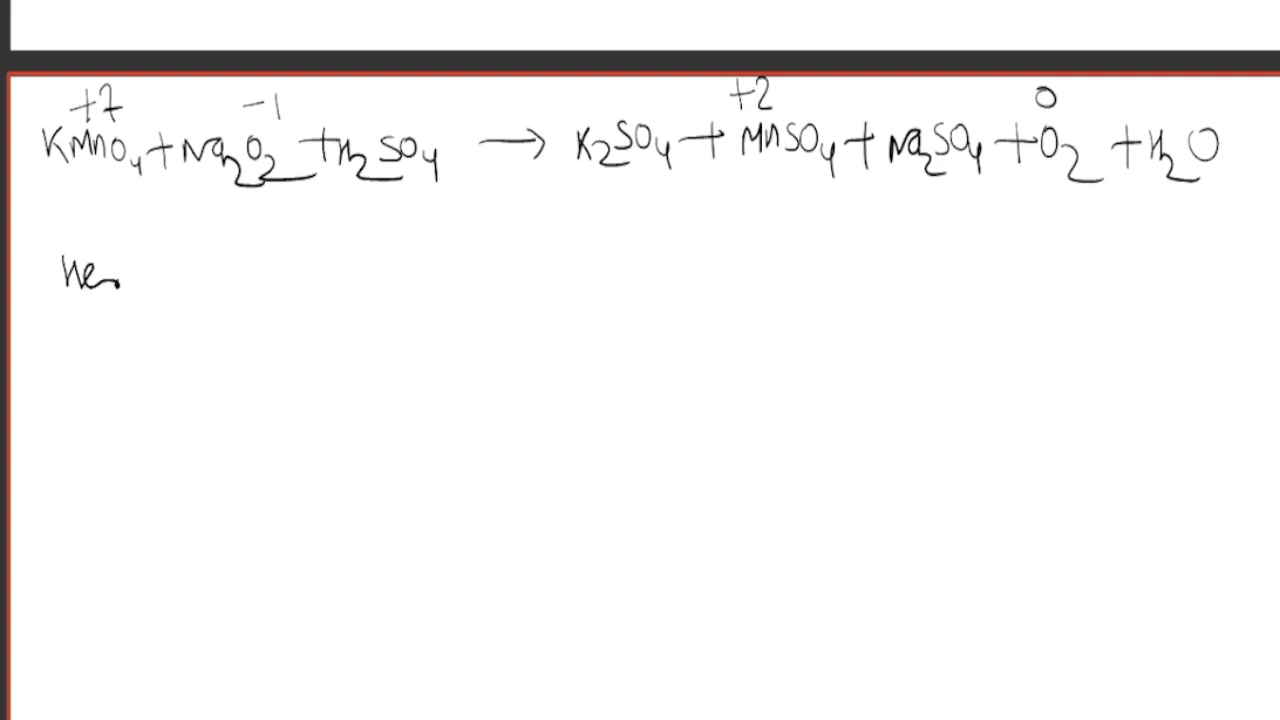 +7 -1 +2 0
KMnO₄ + Na₂O₂ + H₂SO₄ → K₂SO₄ + MnSO₄ + Na₂SO₄ + O₂ + H₂O